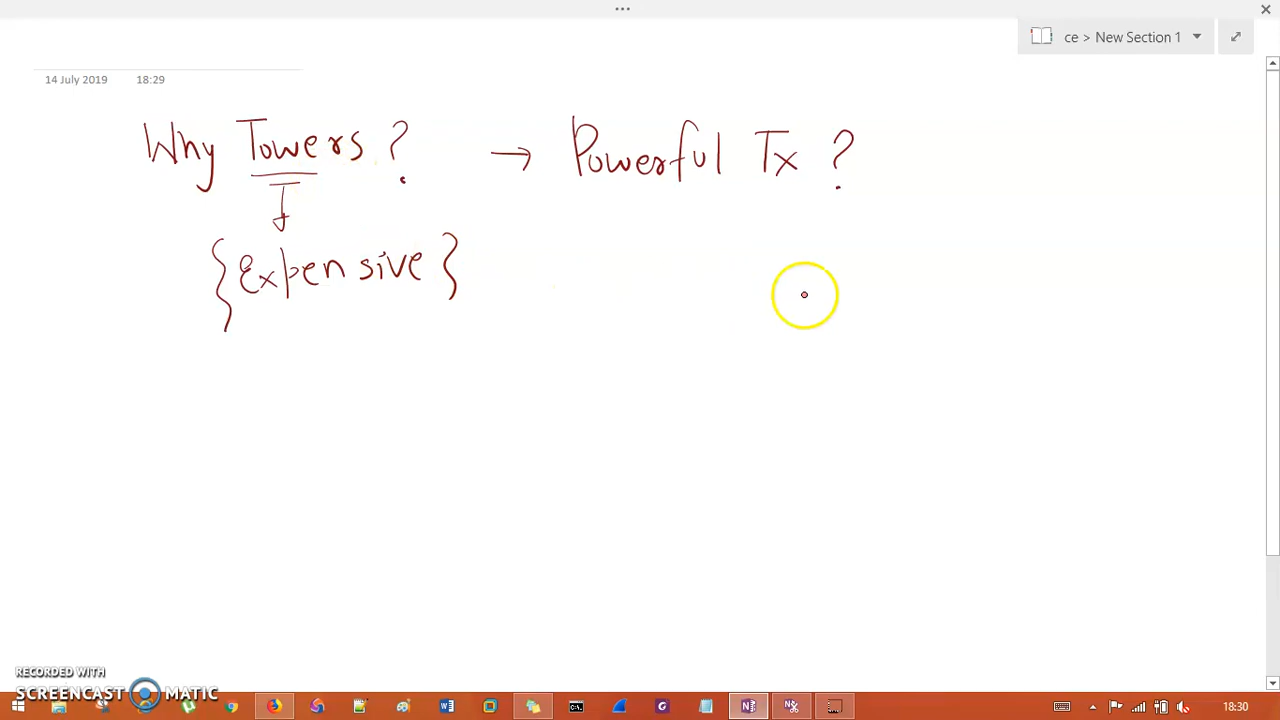 ce > New Section 1
14 July 2019 18:29
Why Towers ? → Powerful Tx ?
{Expensive}
RECORDED WITH
SCREENCAST MATIC
18:30